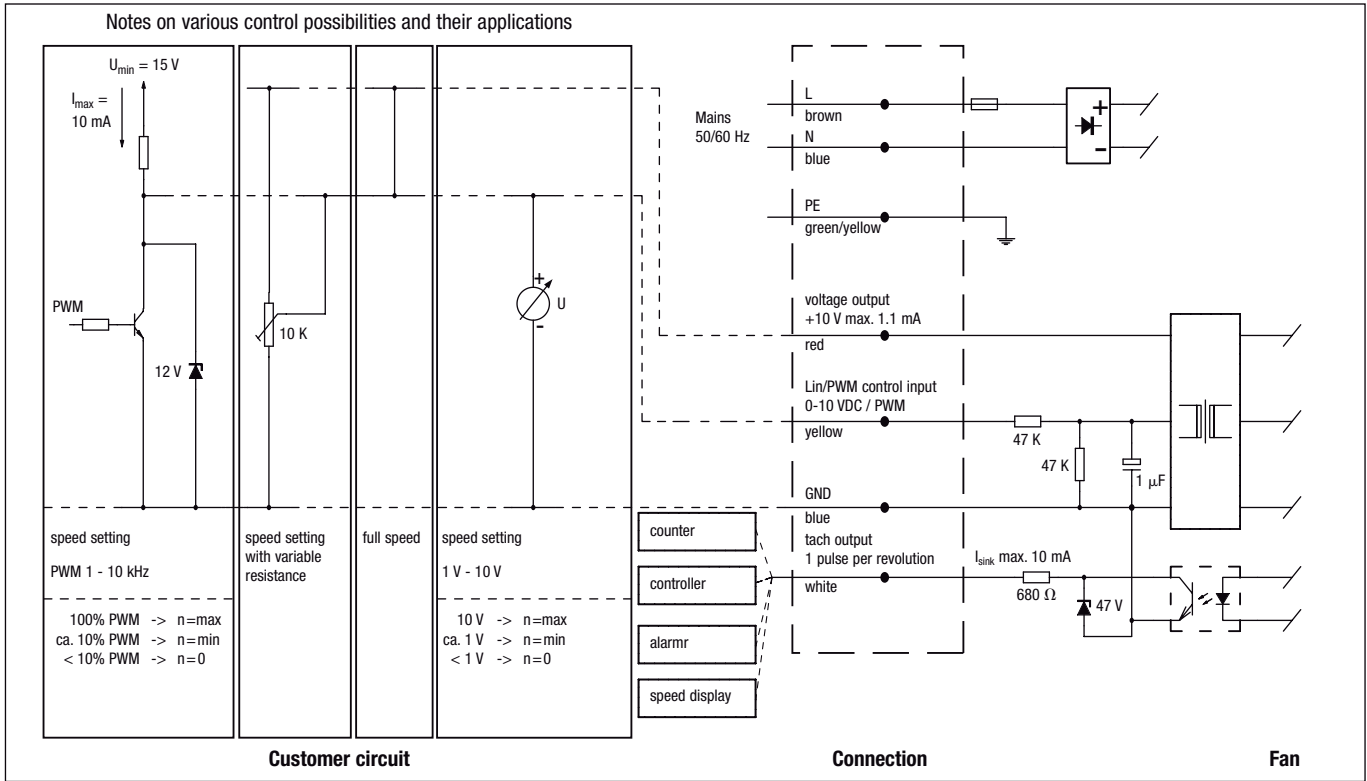 Notes on various control possibilities and their applications
Umin = 15 V
Imax =
10 mA
PWM
12 V
speed setting
PWM 1 - 10 kHz
100% PWM -> n=max
ca. 10% PWM -> n=min
< 10% PWM -> n=0
10 K
speed setting
with variable
resistance
full speed
+
U
-
speed setting
1 V - 10 V
10 V -> n=max
ca. 1 V -> n=min
< 1 V -> n=0
counter
controller
alarmr
speed display
Mains
50/60 Hz
L
brown
N
blue
PE
green/yellow
voltage output
+10 V max. 1.1 mA
red
Lin/PWM control input
0-10 VDC / PWM
yellow
GND
blue
tach output
1 pulse per revolution
white
+
-
47 K
47 K
1 µF
Isink max. 10 mA
680 Ω
47 V
Customer circuit
Connection
Fan